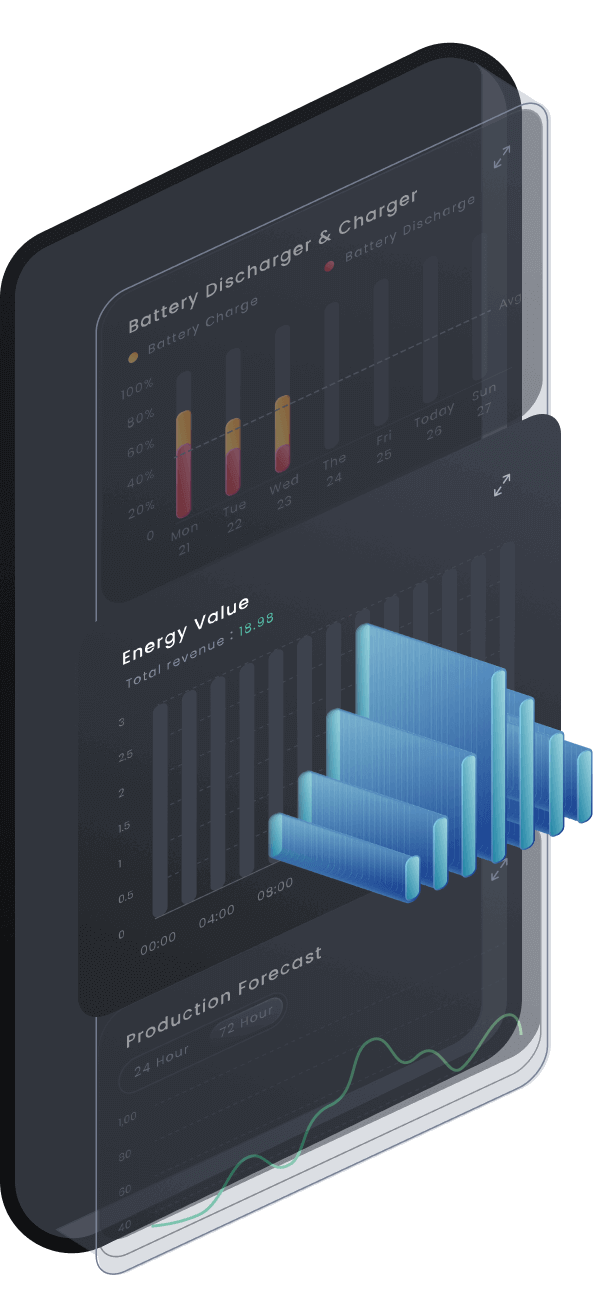 Battery Discharger & Charger
Battery Charge
Battery Discharge
100%
80%
60%
40%
20%
0
Avg
Mon
21
Tue
22
Wed
23
The
24
Fri
25
Today
26
Sun
27
Energy Value
Total revenue : 18.98
3
2.5
2
1.5
1
0.5
0
00:00
04:00
08:00
Production Forecast
24 Hour
72 Hour
1,00
80
60
40